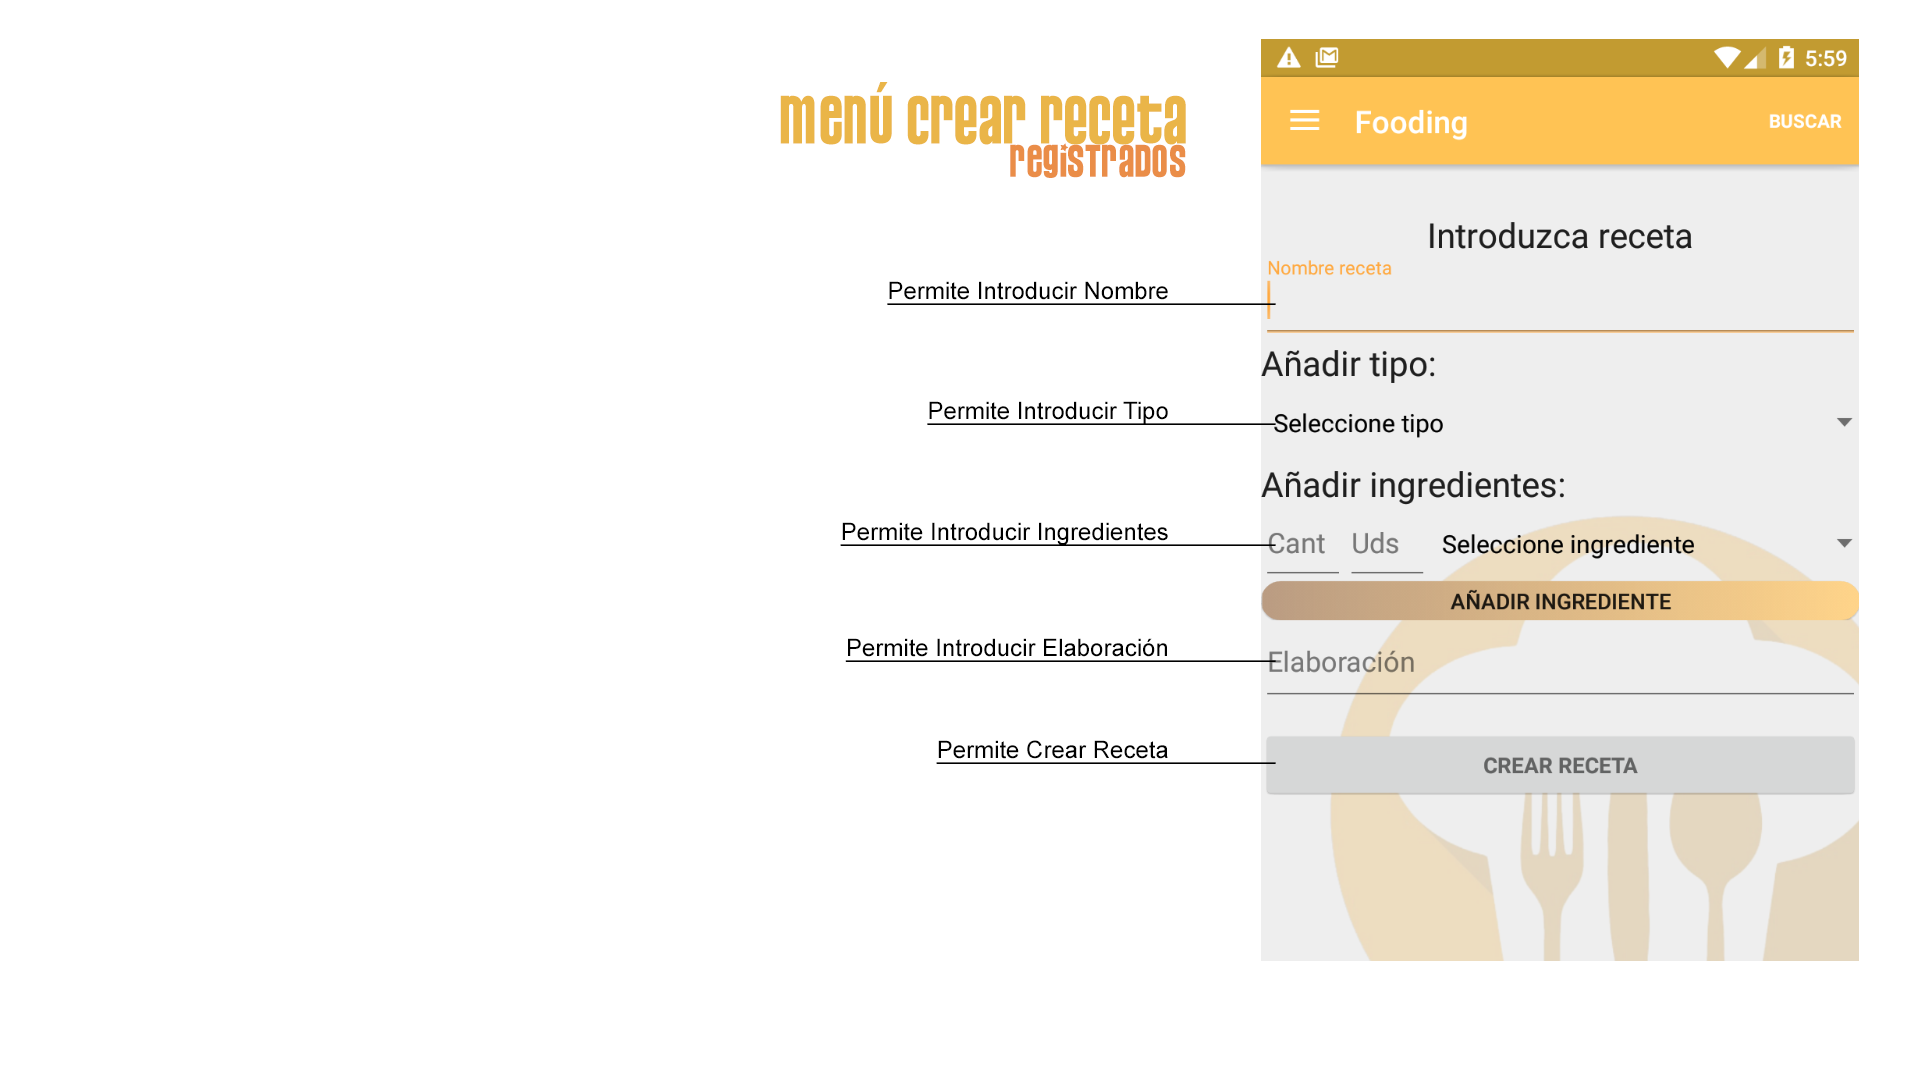 menú crear receta
registrados
Permite Introducir Nombre
Permite Introducir Tipo
Permite Introducir Ingredientes
Permite Introducir Elaboración
Permite Crear Receta
5:59
Fooding
BUSCAR
Introduzca receta
Nombre receta
Añadir tipo:
Seleccione tipo
Añadir ingredientes:
Cant Uds Seleccione ingrediente
AÑADIR INGREDIENTE
Elaboración
CREAR RECETA